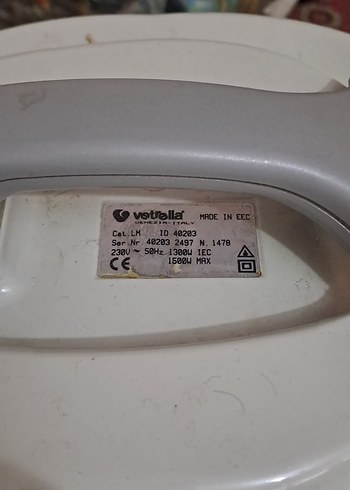 vetrella MADE IN EEC
VENEZIA-ITALY
Cat.LM ID 40203
Ser.Nr. 40203 2497 N. 1478
230V ~ 50Hz 1300W IEC
CE 1500W MAX